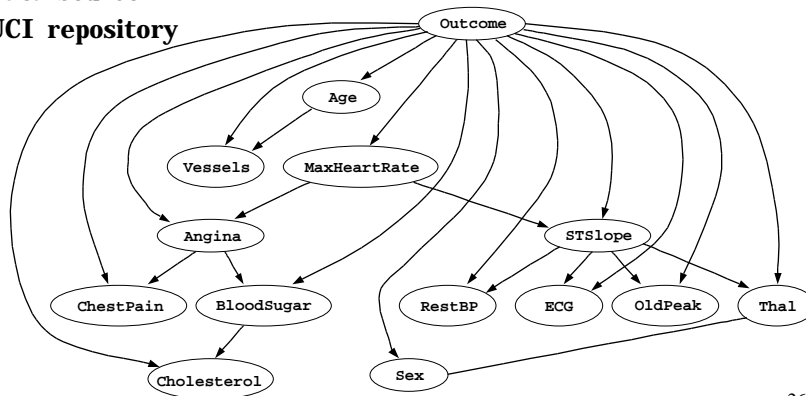 UCI repository
Outcome
Age
Vessels
MaxHeartRate
Angina
STSlope
ChestPain
BloodSugar
RestBP
ECG
OldPeak
Thal
Cholesterol
Sex